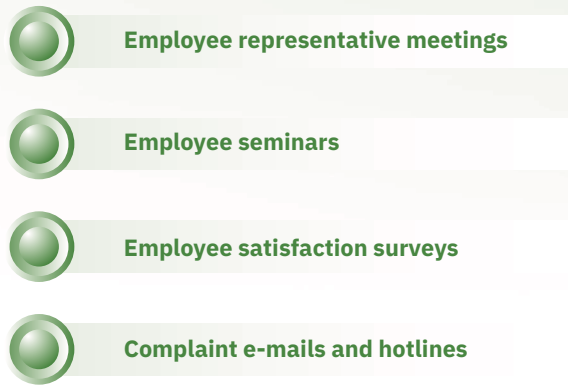 Employee representative meetings
Employee seminars
Employee satisfaction surveys
Complaint e-mails and hotlines